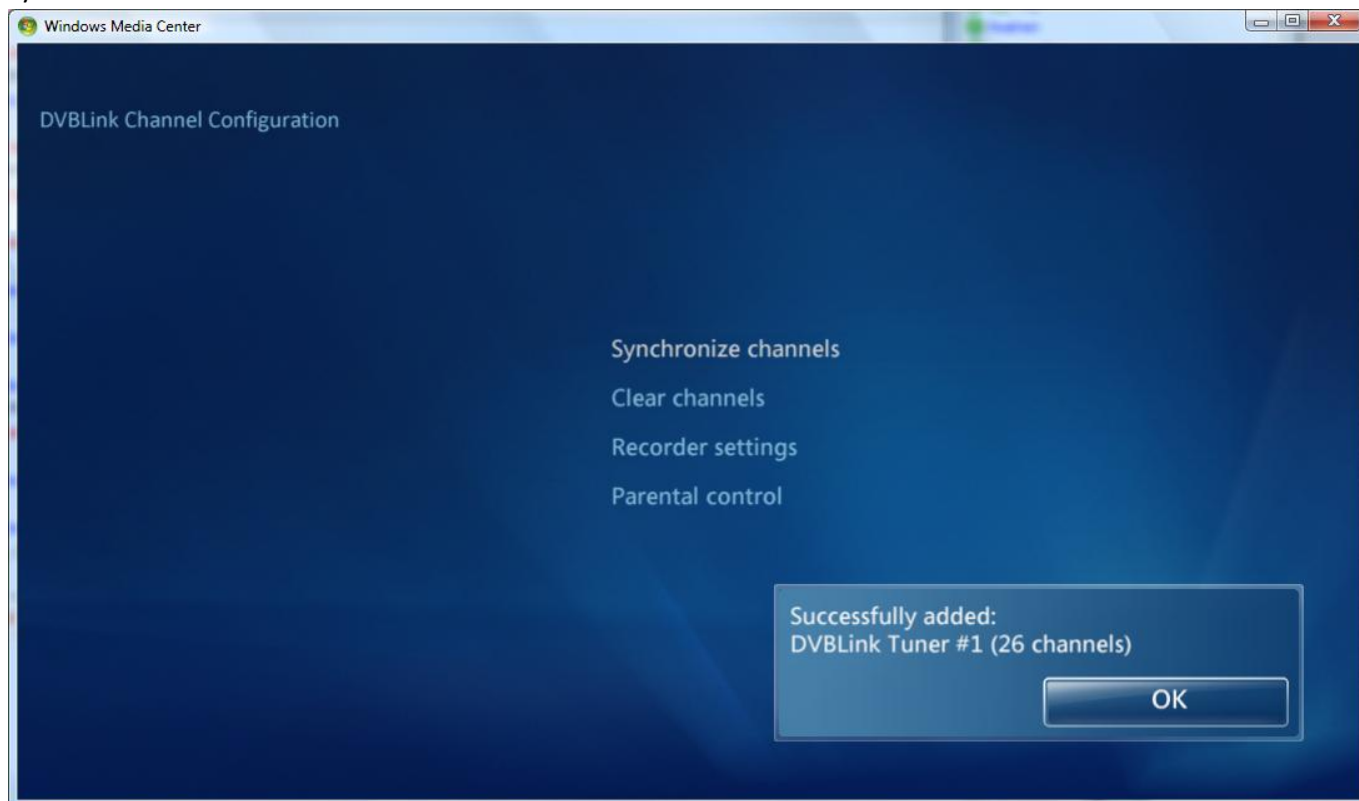 Windows Media Center
DVBLink Channel Configuration
Synchronize channels
Clear channels
Recorder settings
Parental control
Successfully added:
DVBLink Tuner #1 (26 channels)
OK